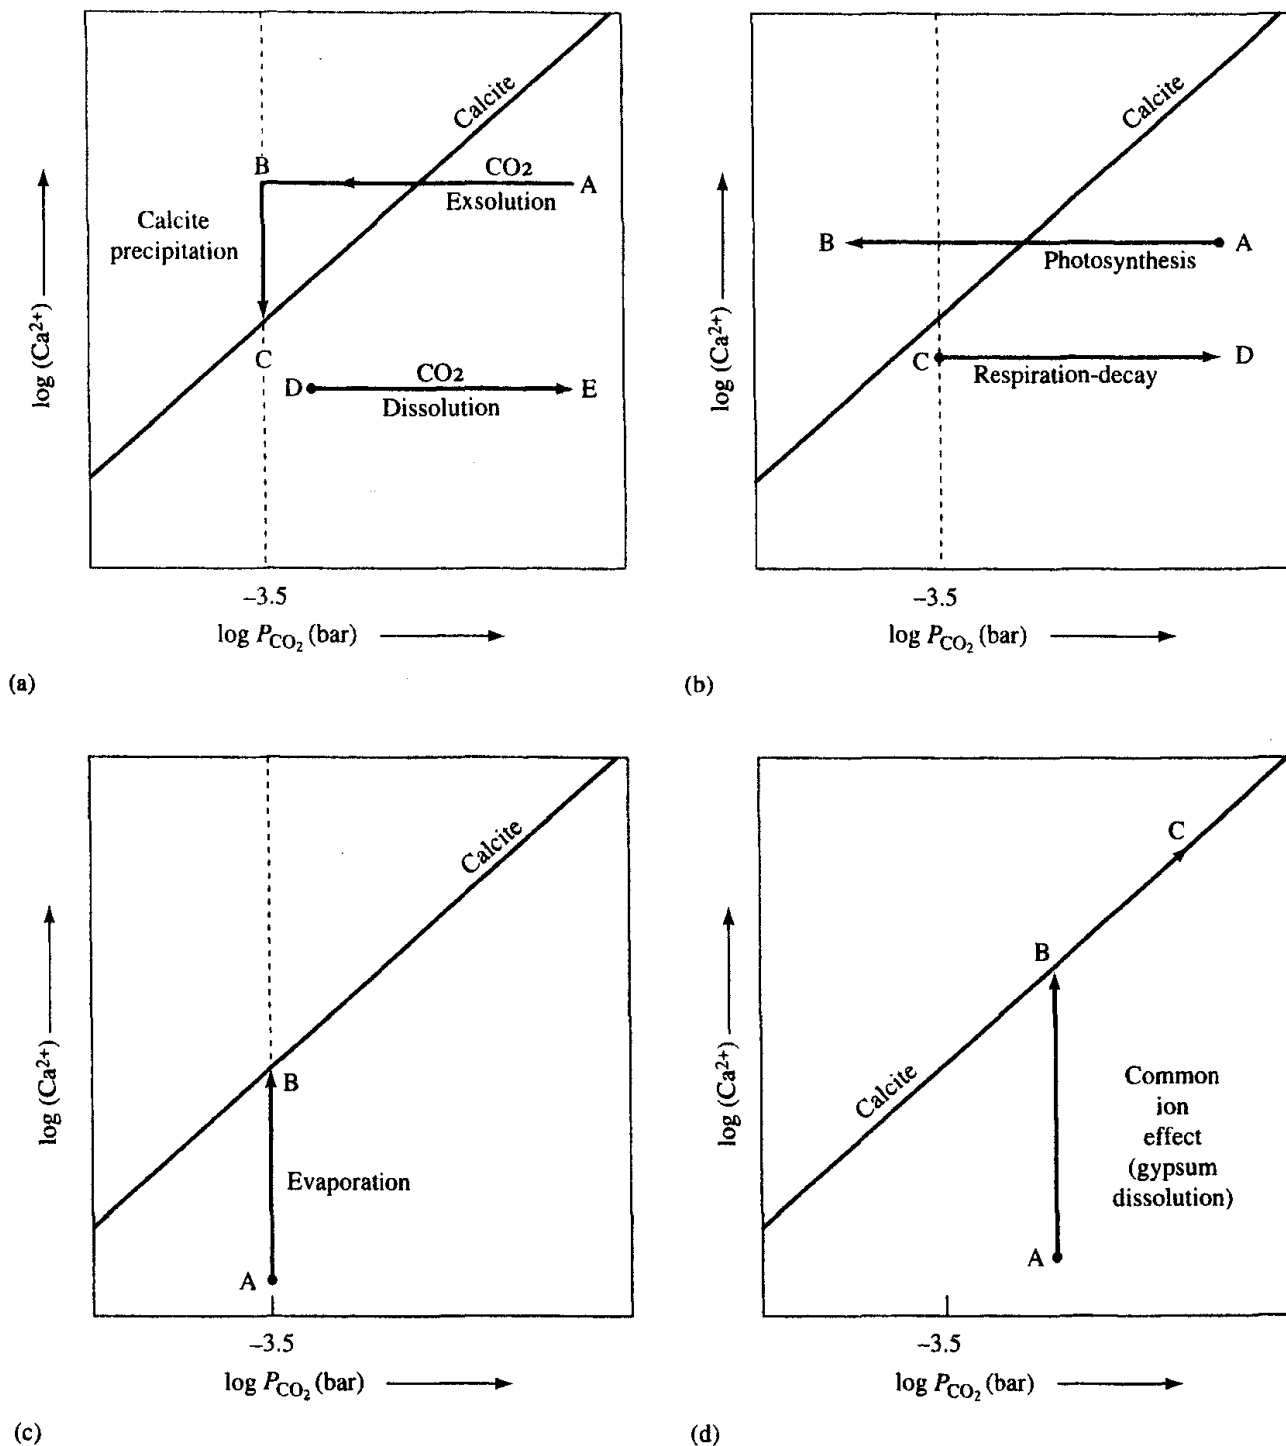 Calcite
B
CO2
A
Exsolution
Calcite
precipitation
C
D
CO2
E
Dissolution
log (Ca2+)
−3.5
log PCO2 (bar)
(a)
Calcite
B
A
Photosynthesis
C
D
Respiration-decay
log (Ca2+)
−3.5
log PCO2 (bar)
(b)
Calcite
B
Evaporation
A
log (Ca2+)
−3.5
log PCO2 (bar)
(c)
C
B
Calcite
Common
ion
effect
(gypsum
dissolution)
A
log (Ca2+)
−3.5
log PCO2 (bar)
(d)